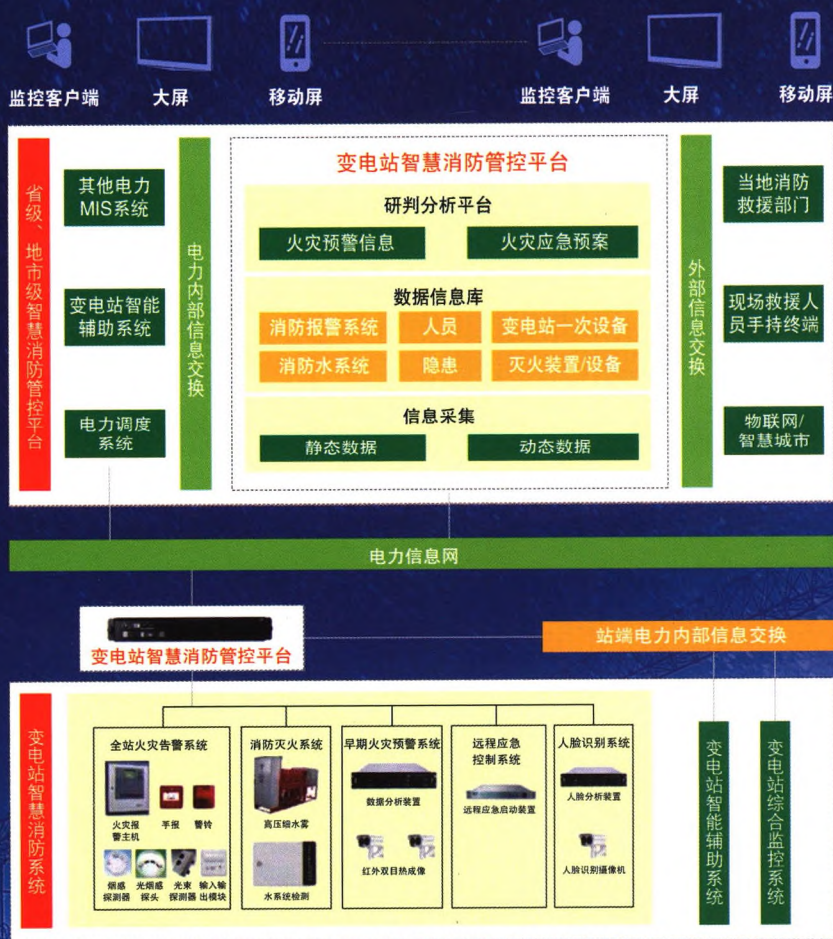 监控客户端
大屏
移动屏
监控客户端
大屏
移动屏
省级、地市级智慧消防管控平台
其他电力
MIS系统
变电站智能
辅助系统
电力调度
系统
电力内部信息交换
变电站智慧消防管控平台
研判分析平台
火灾预警信息
火灾应急预案
数据信息库
消防报警系统
人员
变电站一次设备
消防水系统
隐患
灭火装置/设备
信息采集
静态数据
动态数据
外部信息交换
当地消防
救援部门
现场救援人
员手持终端
物联网/
智慧城市
电力信息网
变电站智慧消防管控平台
站端电力内部信息交换
变电站智慧消防系统
全站火灾告警系统
火灾报
警主机
手报
警铃
烟感
探测器
光烟感
探头
光束
探测器
输入输
出模块
消防灭火系统
高压细水雾
水系统检测
早期火灾预警系统
数据分析装置
红外双目热成像
远程应急
控制系统
远程应急启动装置
人脸识别系统
人脸分析装置
人脸识别摄像机
变电站智能辅助系统
变电站综合监控系统